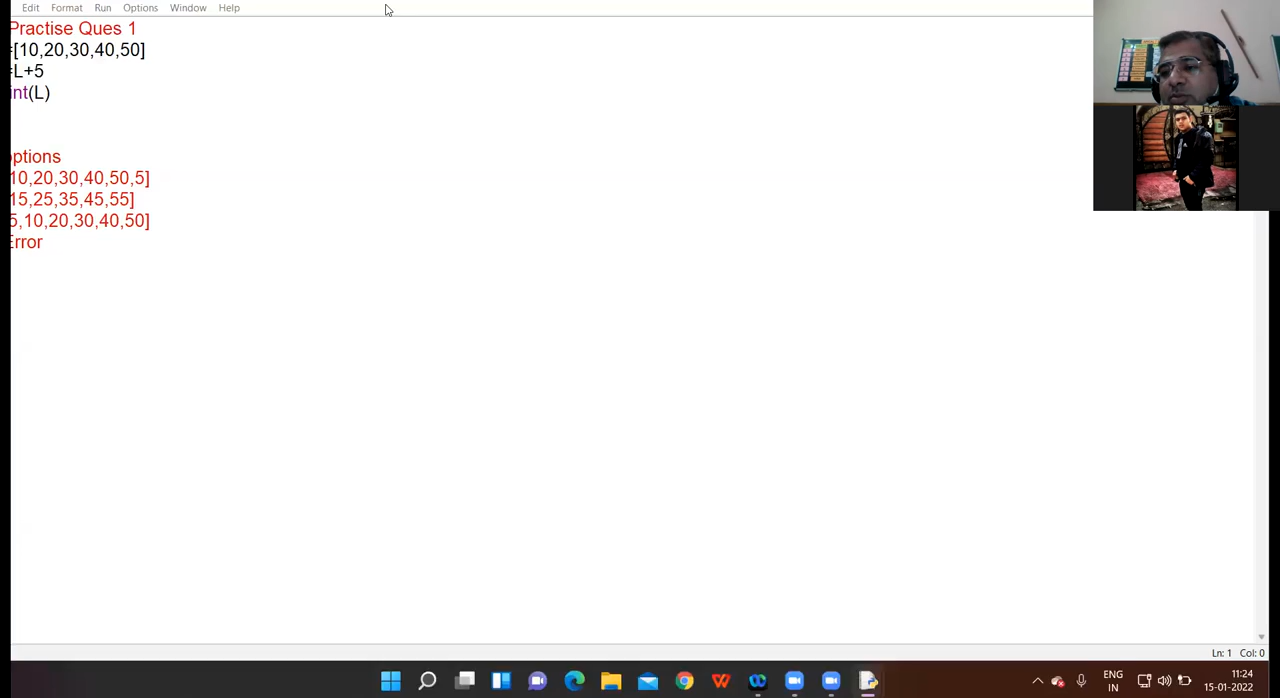 Edit Format Run Options Window Help
Practise Ques 1
=[10,20,30,40,50]
=L+5
int(L)
options
10,20,30,40,50,5]
15,25,35,45,55]
5,10,20,30,40,50]
Error
Ln: 1 Col: 0
ENG
IN
11:24
15-01-2022